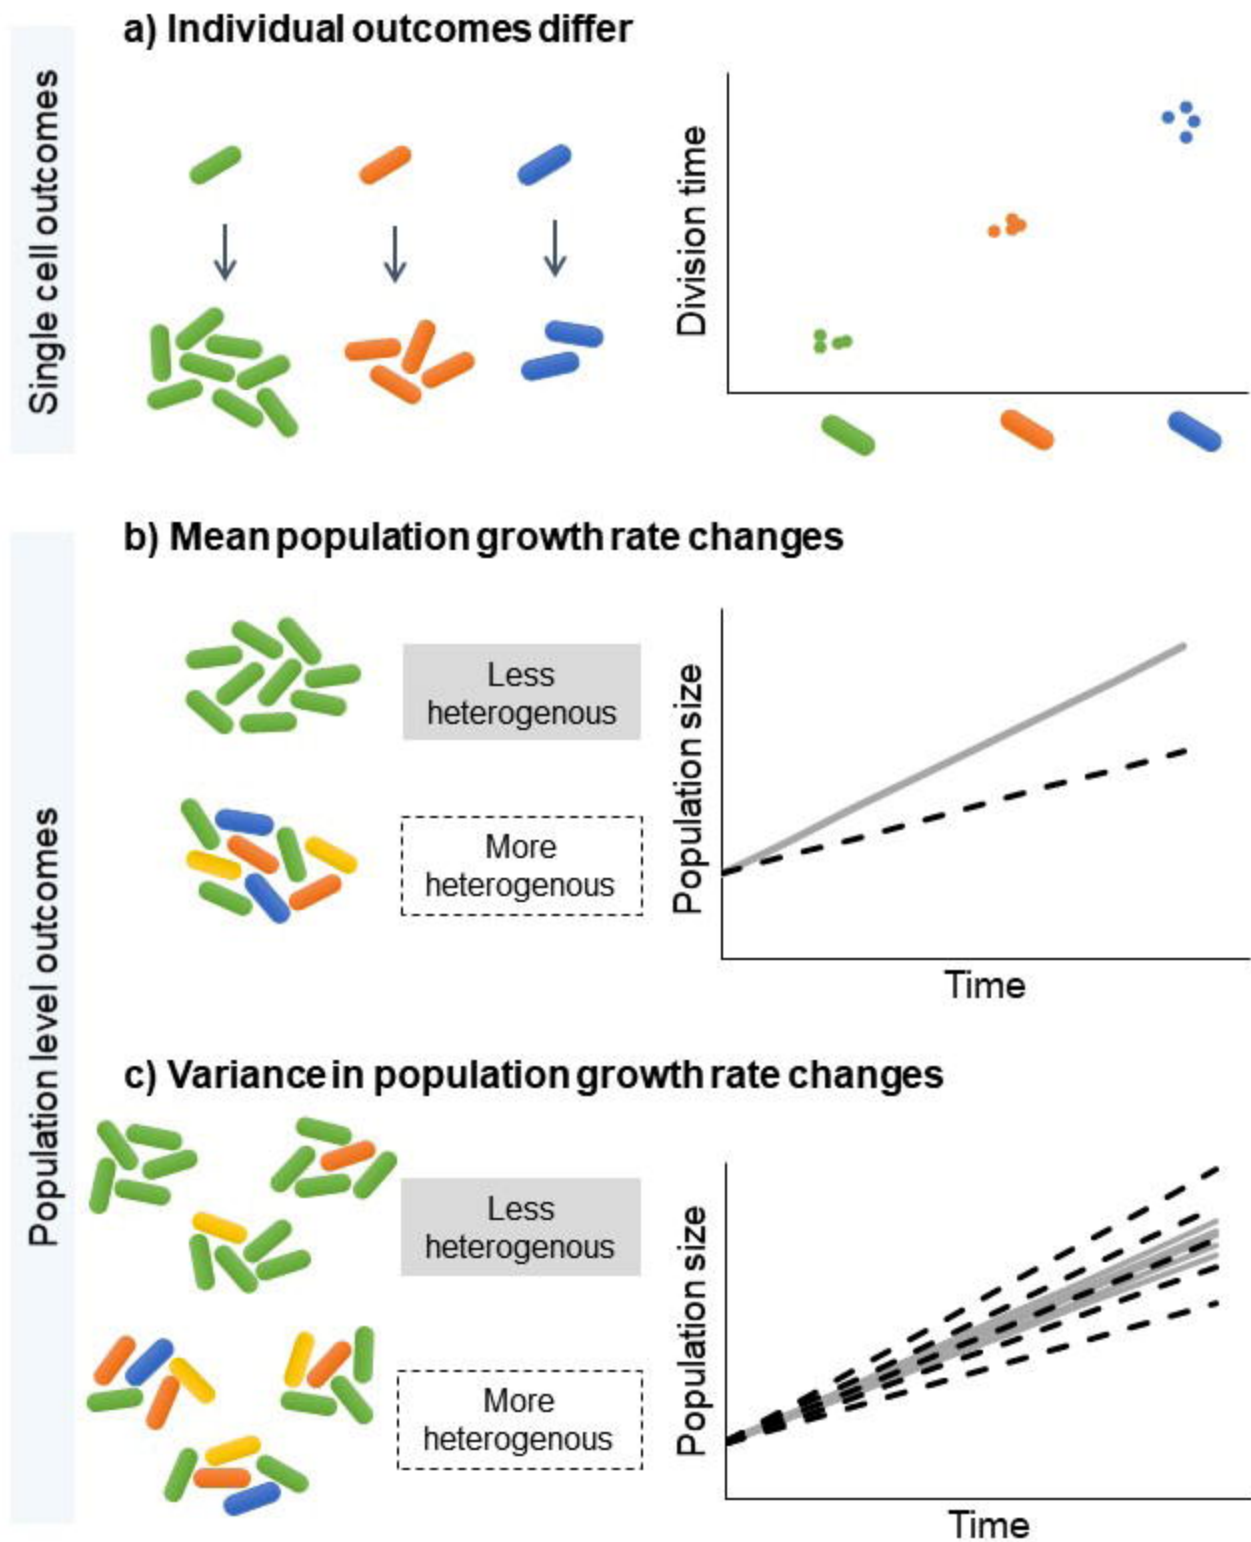 a) Individual outcomes differ
Single cell outcomes
Division time
b) Mean population growth rate changes
Population level outcomes
Less
heterogenous
More
heterogenous
Population size
Time
c) Variance in population growth rate changes
Less
heterogenous
More
heterogenous
Population size
Time